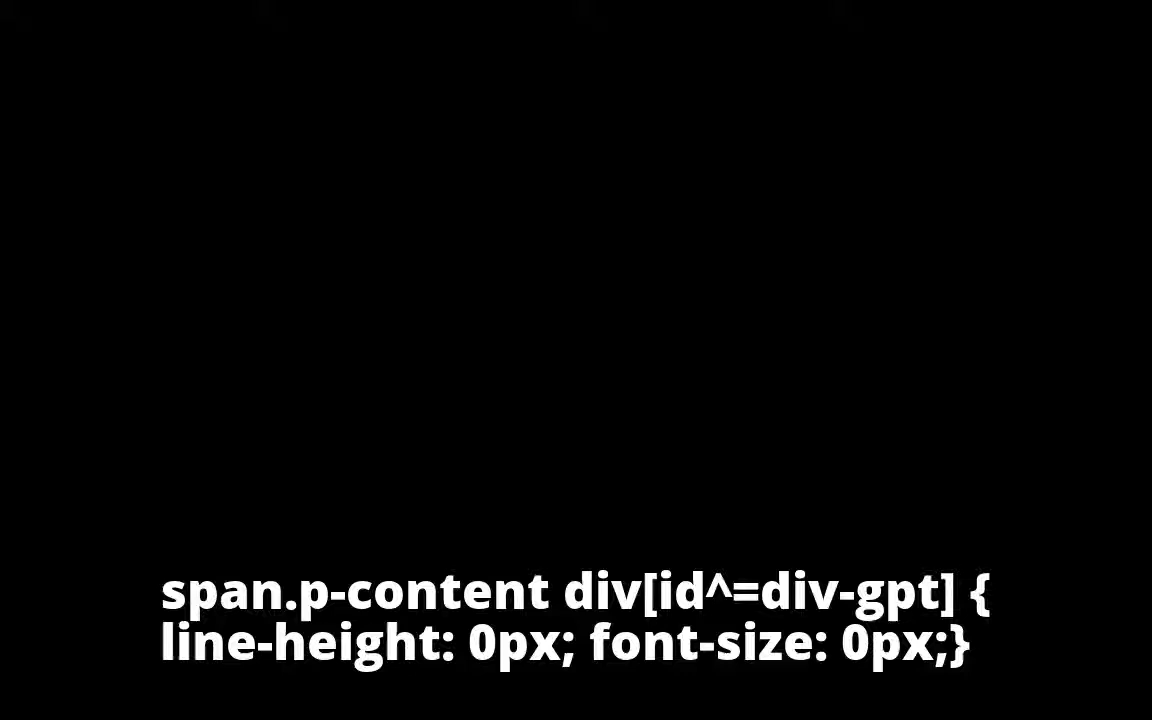 span.p-content div[id^=div-gpt] {
line-height: 0px; font-size: 0px;}